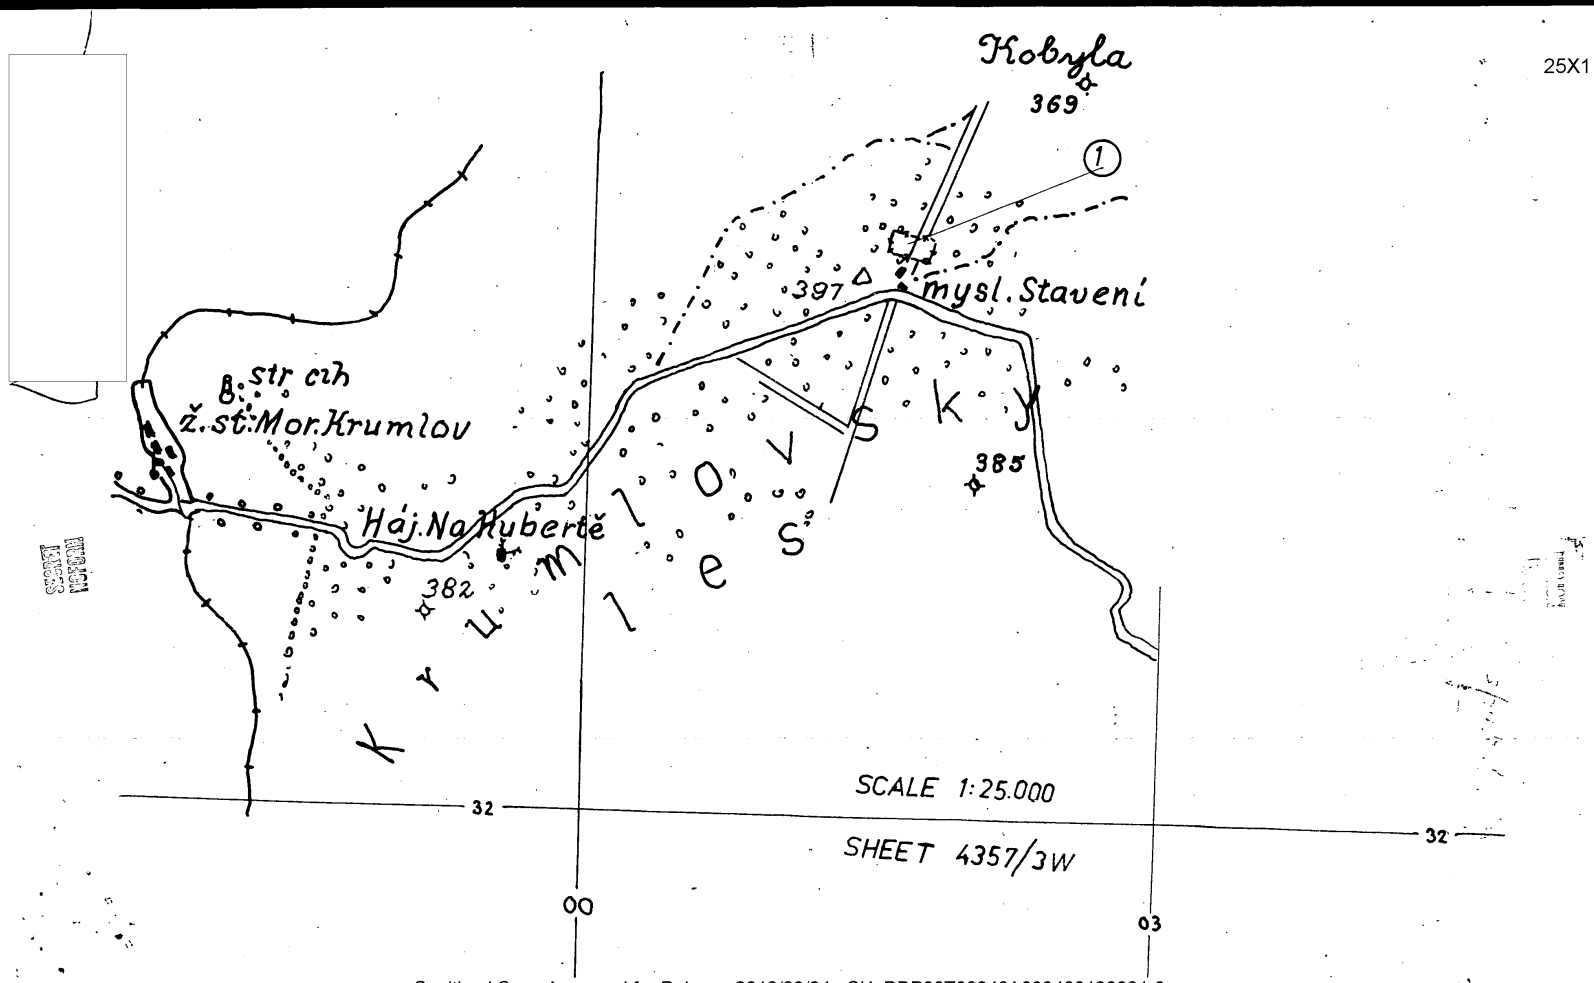 Kobyla
25X1
369
1
397
mysl. Stavení
str cih
ž. st. Mor. Krumlov
385
Háj. Na Hubertě
382
Krumlovský
les
SCALE 1:25.000
32
32
SHEET 4357/3W
00
03